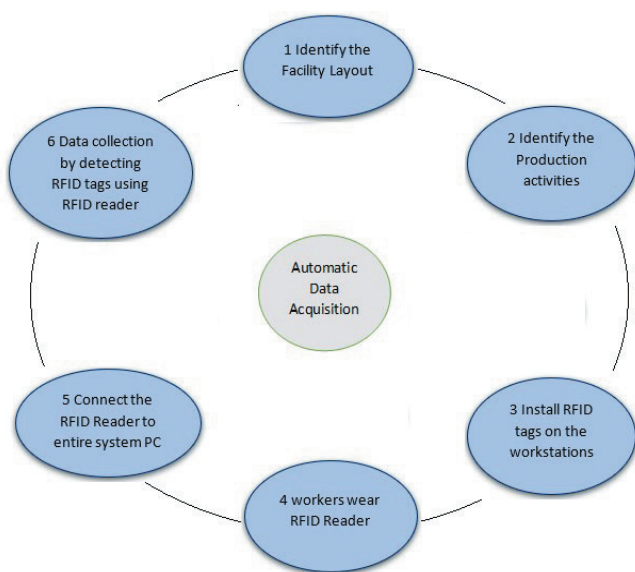 1 Identify the
Facility Layout
2 Identify the
Production
activities
3 Install RFID
tags on the
workstations
4 workers wear
RFID Reader
5 Connect the
RFID Reader to
entire system PC
6 Data collection
by detecting
RFID tags using
RFID reader
Automatic
Data
Acquisition